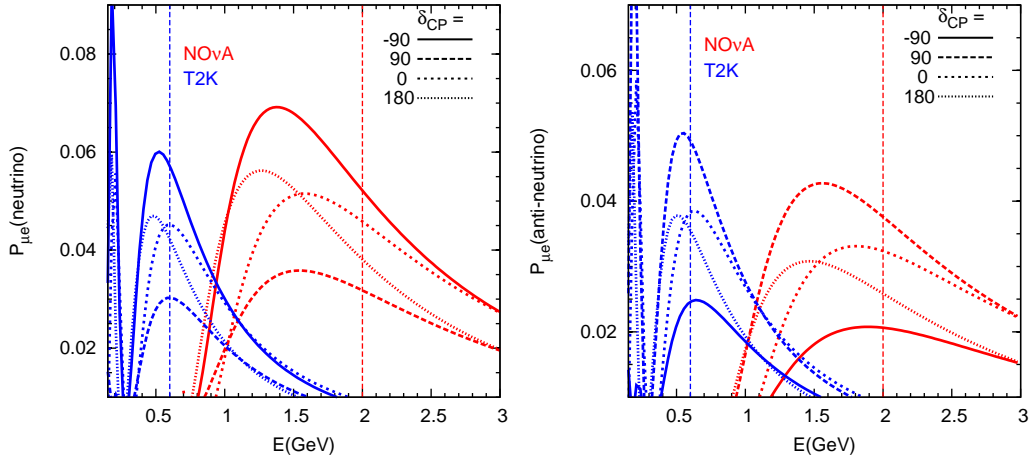 δCP =
-90
90
0
180
NOνA
T2K
0.08
0.06
0.04
0.02
Pμe(neutrino)
0.5
1
1.5
2
2.5
3
E(GeV)
δCP =
-90
90
0
180
NOνA
T2K
0.06
0.04
0.02
Pμe(anti-neutrino)
0.5
1
1.5
2
2.5
3
E(GeV)